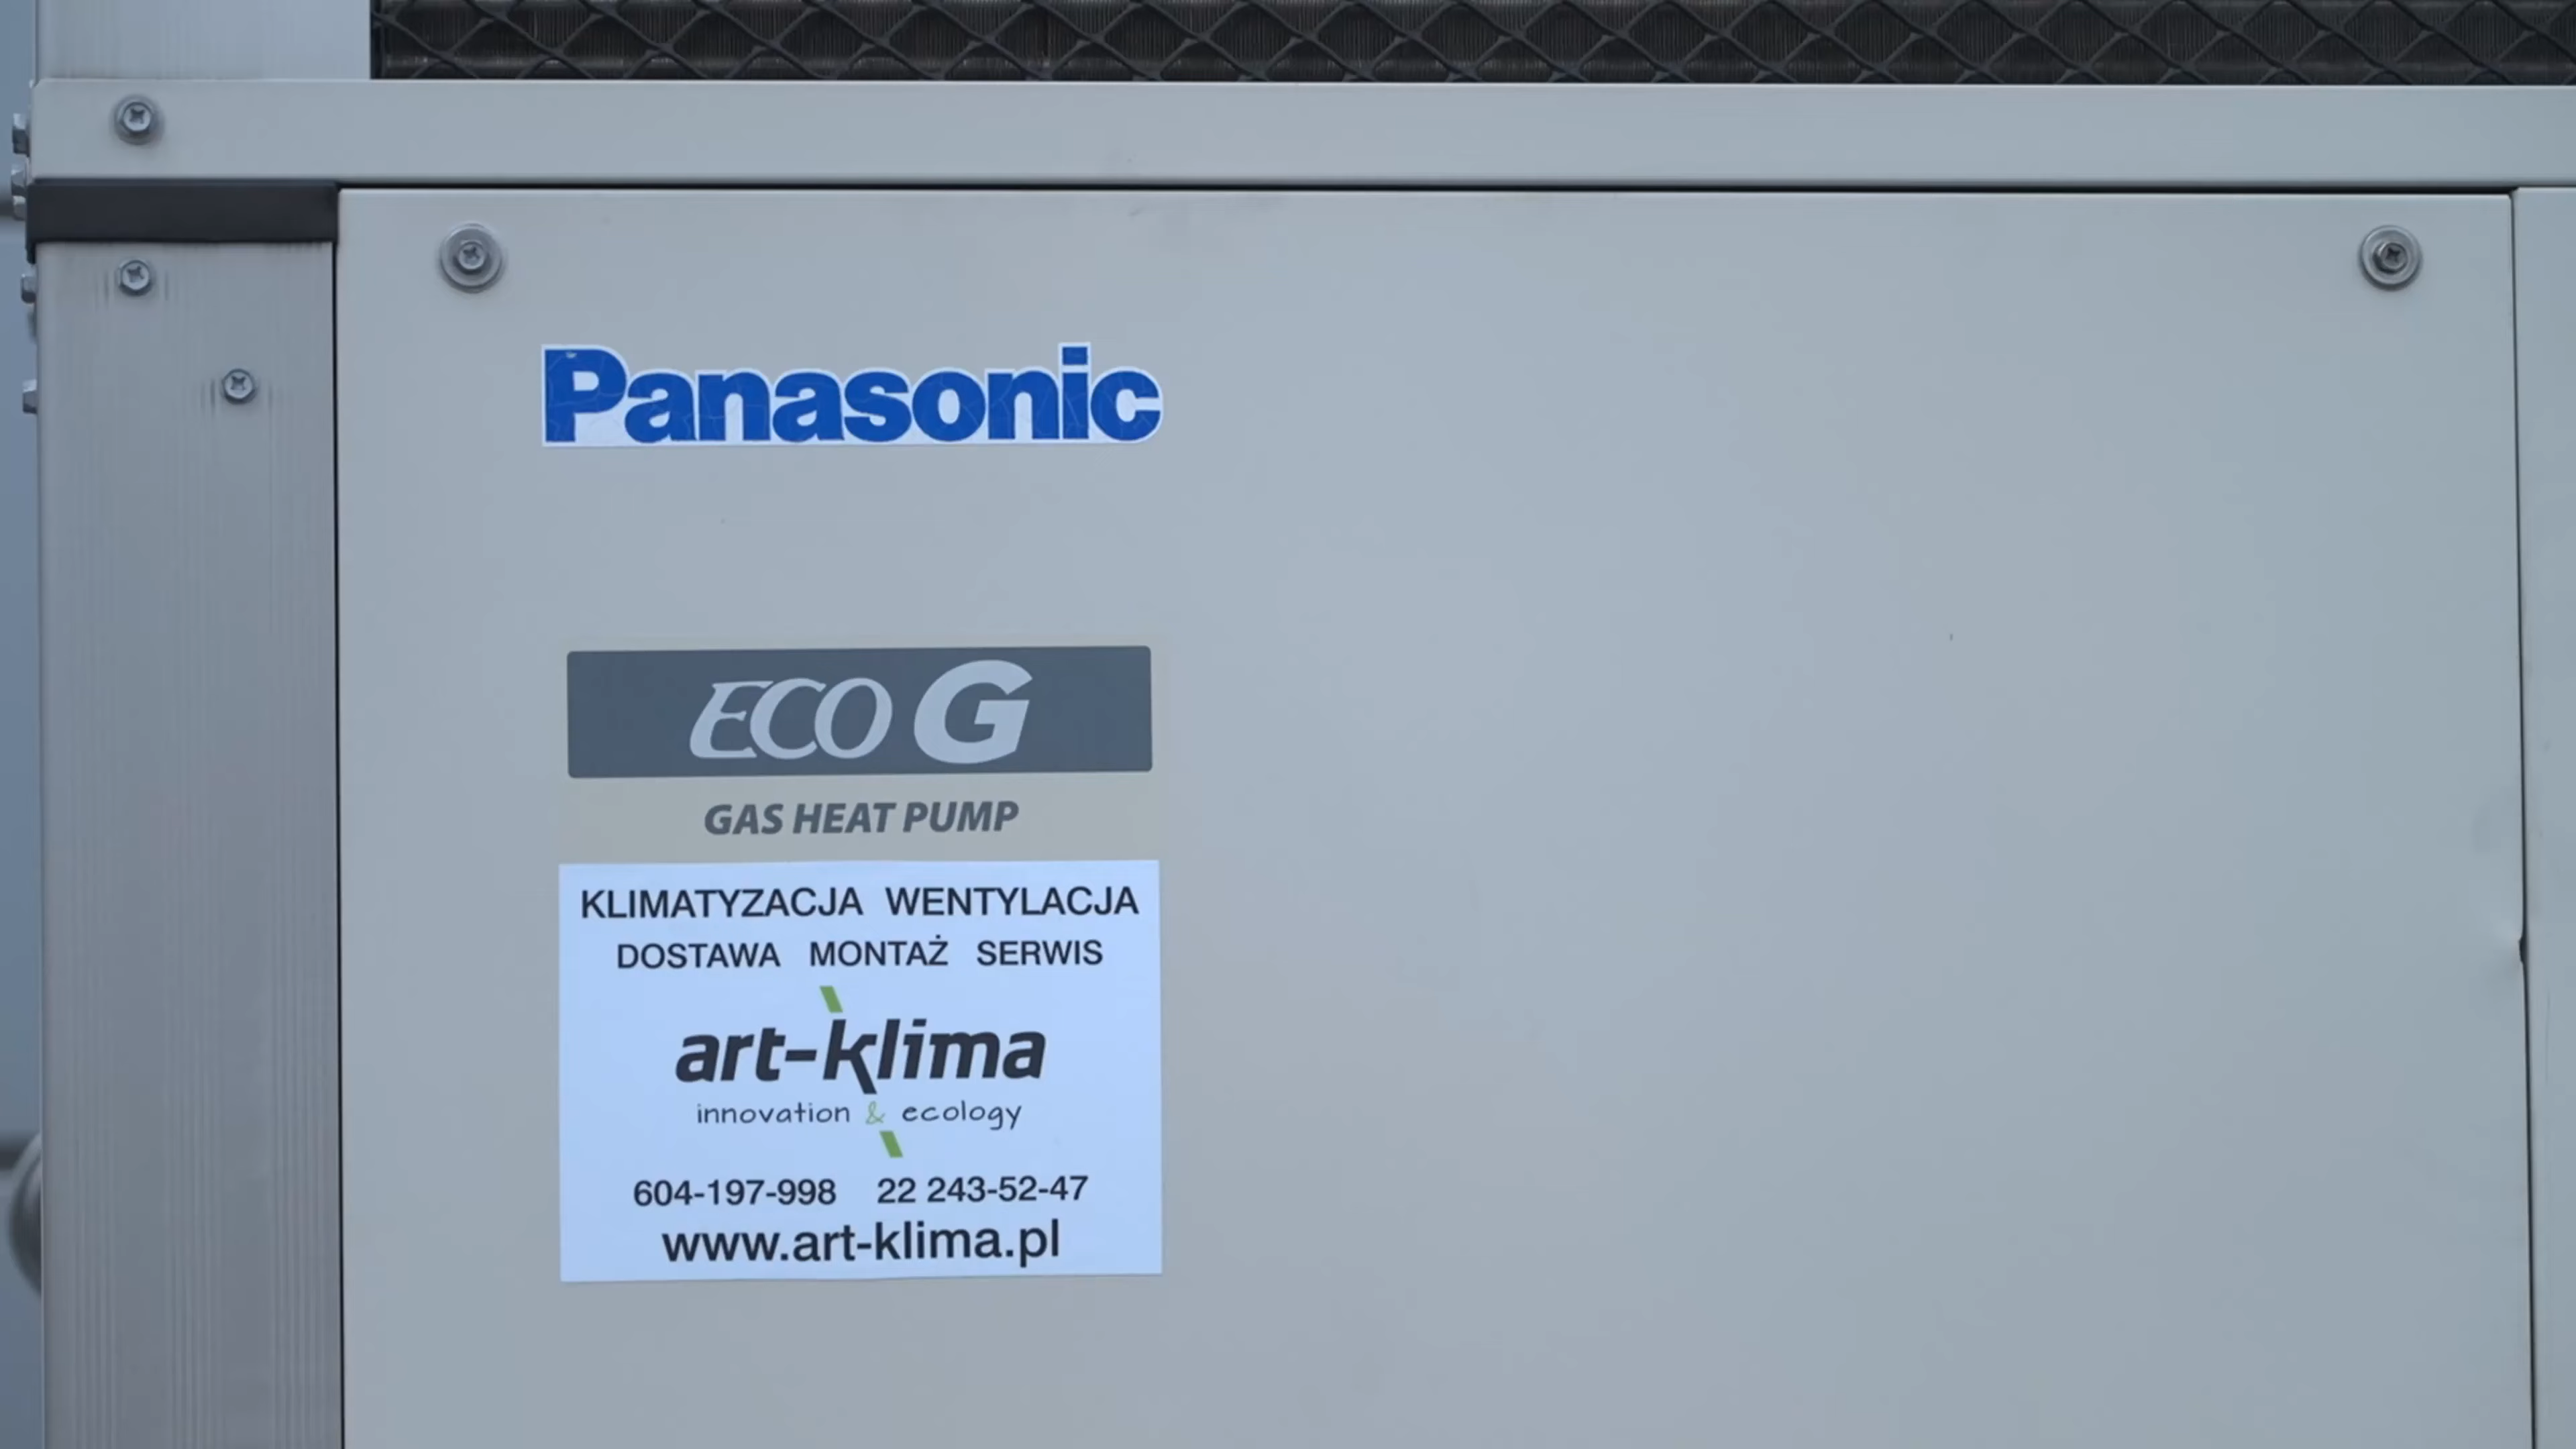 Panasonic
ECO G
GAS HEAT PUMP
KLIMATYZACJA WENTYLACJA
DOSTAWA MONTAŻ SERWIS
art-klima
innovation & ecology
604-197-998 22 243-52-47
www.art-klima.pl